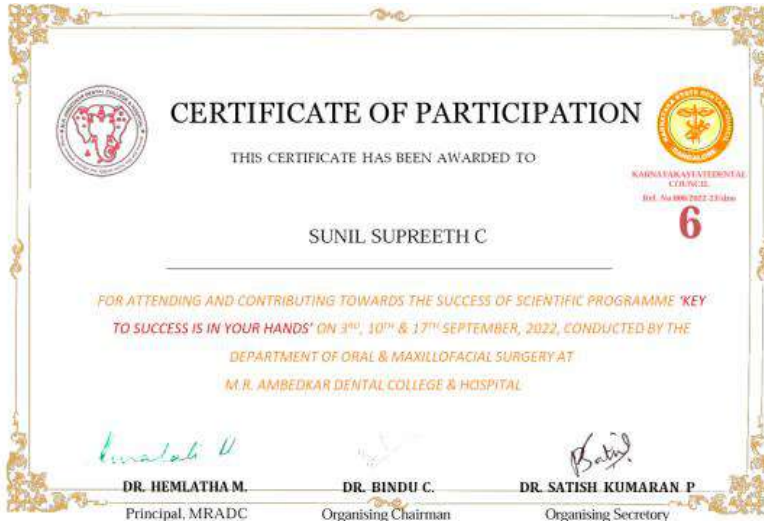 CERTIFICATE OF PARTICIPATION
THIS CERTIFICATE HAS BEEN AWARDED TO
KARNATAKASTATEDENTAL
COUNCIL
Ref. No
6
SUNIL SUPREETH C
FOR ATTENDING AND CONTRIBUTING TOWARDS THE SUCCESS OF SCIENTIFIC PROGRAMME 'KEY
TO SUCCESS IS IN YOUR HANDS' ON 3RD, 10TH & 17TH SEPTEMBER, 2022, CONDUCTED BY THE
DEPARTMENT OF ORAL & MAXILLOFACIAL SURGERY AT
M.R. AMBEDKAR DENTAL COLLEGE & HOSPITAL
DR. HEMLATHA M.
DR. BINDU C.
DR. SATISH KUMARAN P
Principal, MRADC
Organising Chairman
Organising Secretary